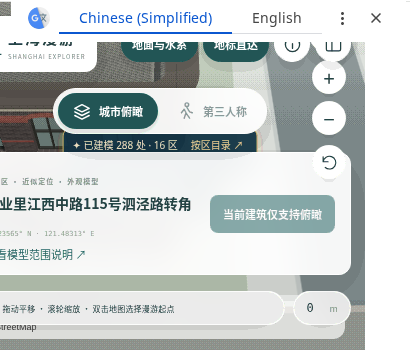 Chinese (Simplified) English
地面与水系 地标直达
SHANGHAI EXPLORER
城市俯瞰 第三人称
✦ 已建模 288 处 · 16 区 按区目录 ↗
区 · 近似定位 · 外观模型
业里江西中路115号泗泾路转角
当前建筑仅支持俯瞰
23565° N · 121.48313° E
看模型范围说明 ↗
拖动平移 · 滚轮缩放 · 双击地图选择漫游起点
0 m
StreetMap